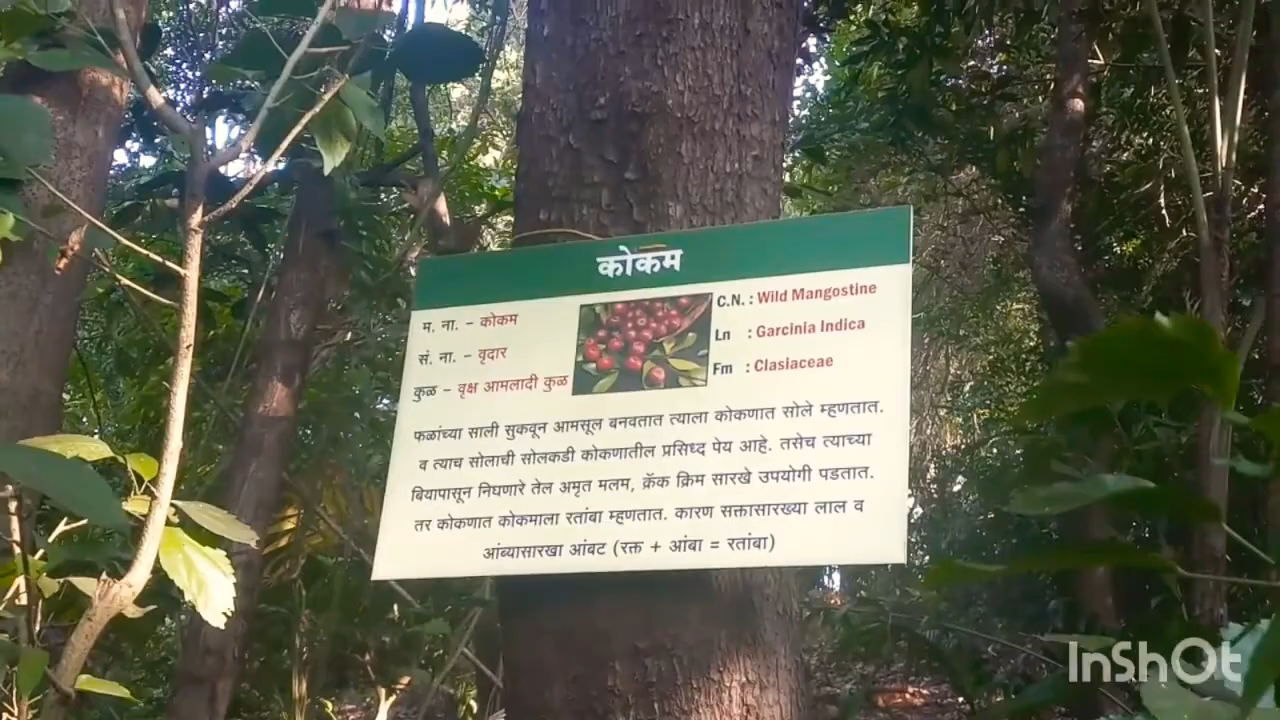 कोकम
म. ना. – कोकम
सं. ना. – वृदार
कुळ – वृक्ष आमलादी कुळ
C.N. : Wild Mangostine
Ln : Garcinia Indica
Fm : Clasiaceae
फळांच्या साली सुकवून आमसूल बनवतात त्याला कोकणात सोले म्हणतात.
व त्याच सोलाची सोलकडी कोकणातील प्रसिध्द पेय आहे. तसेच त्याच्या
बियापासून निघणारे तेल अमृत मलम, क्रॅक क्रिम सारखे उपयोगी पडतात.
तर कोकणात कोकमाला रतांबा म्हणतात. कारण सक्तासारख्या लाल व
आंब्यासारखा आंबट (रक्त + आंबा = रतांबा)
InShOt